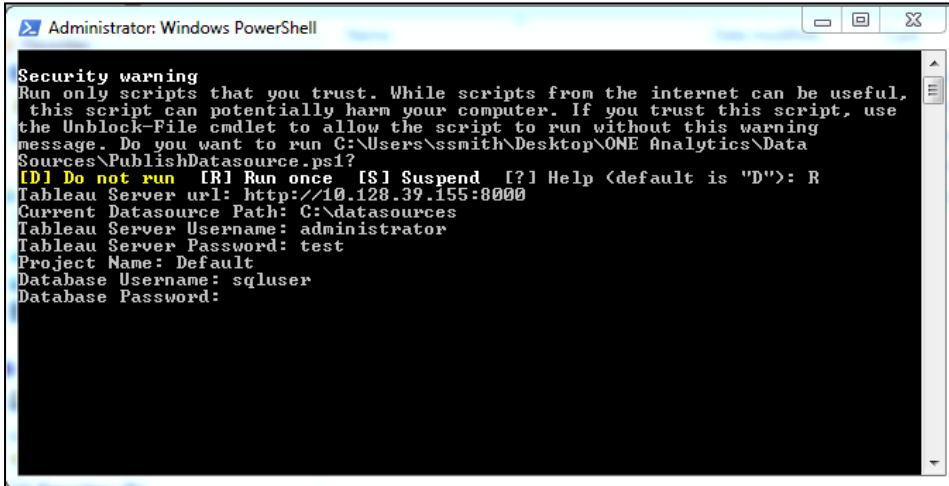 Administrator: Windows PowerShell
Security warning
Run only scripts that you trust. While scripts from the internet can be useful,
this script can potentially harm your computer. If you trust this script, use
the Unblock-File cmdlet to allow the script to run without this warning
message. Do you want to run C:\Users\ssmith\Desktop\ONE Analytics\Data
Sources\PublishDatasource.ps1?
[D] Do not run  [R] Run once  [S] Suspend  [?] Help (default is "D"): R
Tableau Server url: http://10.128.39.155:8000
Current Datasource Path: C:\datasources
Tableau Server Username: administrator
Tableau Server Password: test
Project Name: Default
Database Username: sqluser
Database Password: